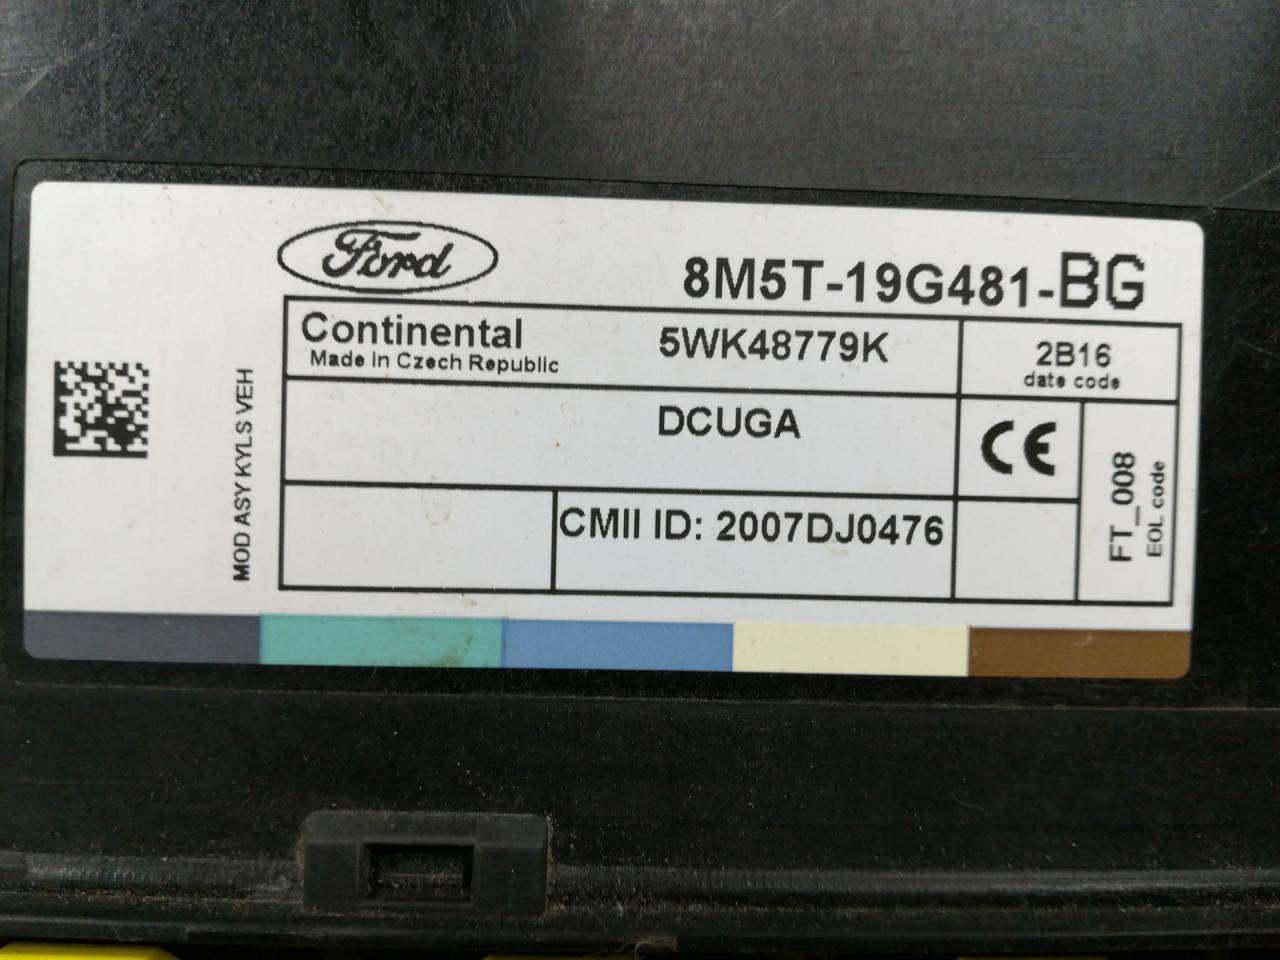 Ford
8M5T-19G481-BG
Continental
Made in Czech Republic
5WK48779K
2B16
date code
DCUGA
CE
CMII ID: 2007DJ0476
FT_008
EOL code
MOD ASY KYLS VEH